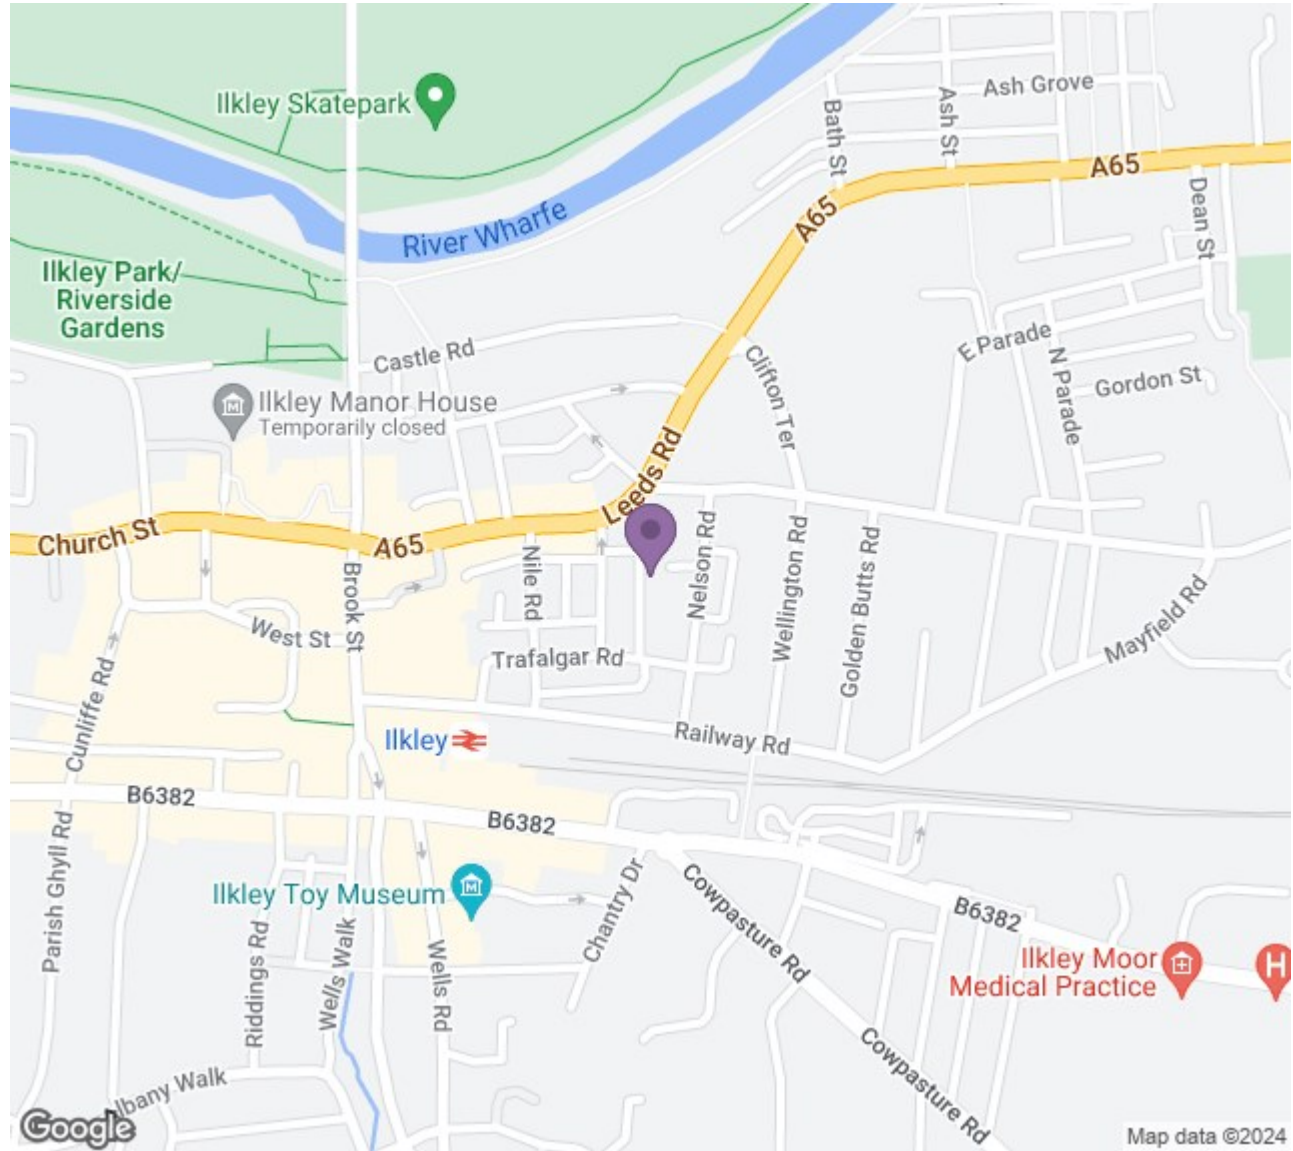 Ilkley Skatepark
Ash Grove
Bath St
Ash St
A65
A65
Dean St
River Wharfe
Ilkley Park/
Riverside
Gardens
Castle Rd
E Parade
N Parade
Clifton Ter
Gordon St
Ilkley Manor House
Temporarily closed
Leeds Rd
Church St
A65
Brook St
Nile Rd
Nelson Rd
Wellington Rd
Golden Butts Rd
Mayfield Rd
West St
Trafalgar Rd
Cunliffe Rd
Ilkley
Railway Rd
B6382
B6382
Parish Ghyll Rd
Ilkley Toy Museum
M
Chantry Dr
Cowpasture Rd
B6382
Riddings Rd
Wells Walk
Wells Rd
Ilkley Moor
Medical Practice
H
Cowpasture Rd
lbany Walk
Google
Map data ©2024